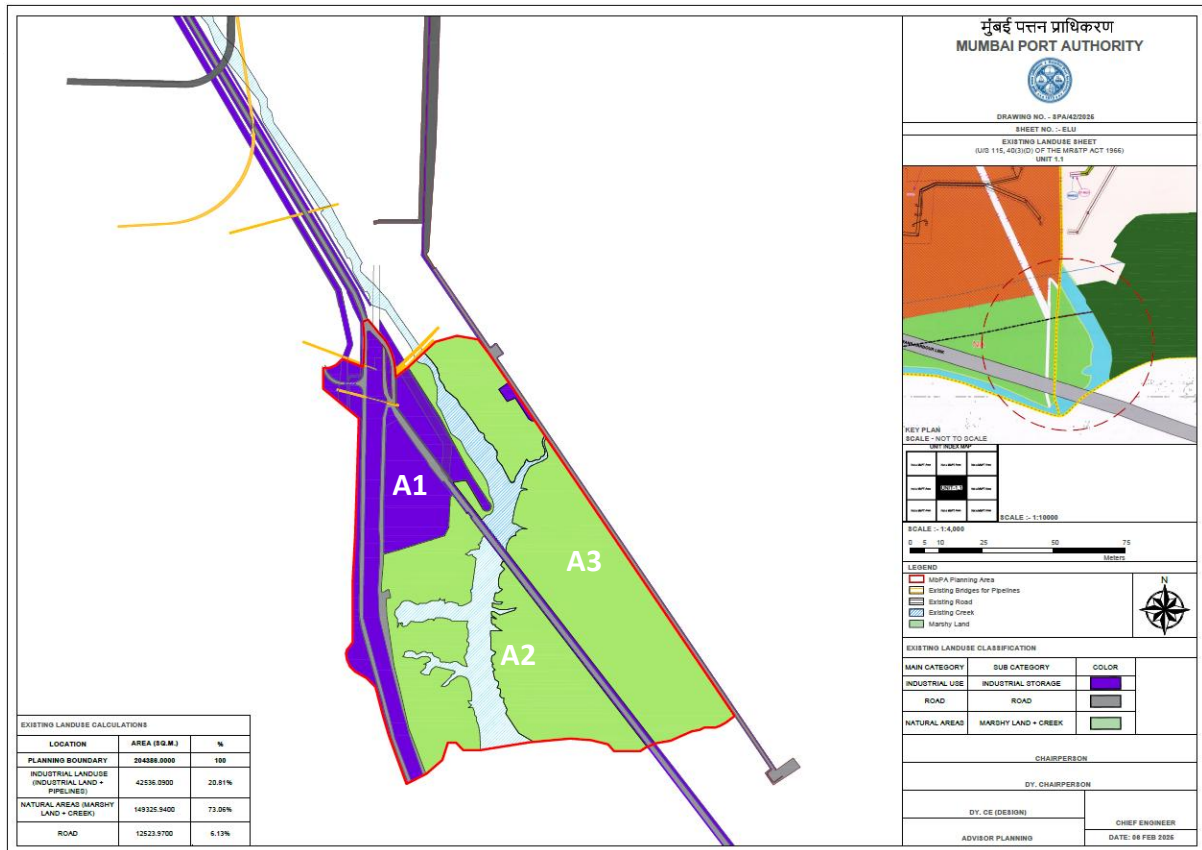 मुंबई पत्तन प्राधिकरण
MUMBAI PORT AUTHORITY
DRAWING NO. - SPA/42/2026
SHEET NO. :- ELU
EXISTING LANDUSE SHEET
(U/S 115, 40(3)(D) OF THE MR&TP ACT 1966)
UNIT 1.1
KEY PLAN
SCALE - NOT TO SCALE
UNIT INDEX MAP
UNIT-1.1
SCALE :- 1:10000
SCALE :- 1:4,000
0 5 10 25 50 75
Meters
LEGEND
MbPA Planning Area
Existing Bridges for Pipelines
Existing Road
Existing Creek
Marshy Land
N
EXISTING LANDUSE CLASSIFICATION
MAIN CATEGORY SUB CATEGORY COLOR
INDUSTRIAL USE INDUSTRIAL STORAGE
ROAD ROAD
NATURAL AREAS MARSHY LAND + CREEK
CHAIRPERSON
DY. CHAIRPERSON
DY. CE (DESIGN)
CHIEF ENGINEER
ADVISOR PLANNING
DATE: 06 FEB 2026
A1
A2
A3
EXISTING LANDUSE CALCULATIONS
LOCATION AREA (SQ.M.) %
PLANNING BOUNDARY 204386.0000 100
INDUSTRIAL LANDUSE (INDUSTRIAL LAND + PIPELINES) 42536.0900 20.81%
NATURAL AREAS (MARSHY LAND + CREEK) 149325.9400 73.06%
ROAD 12523.9700 6.13%